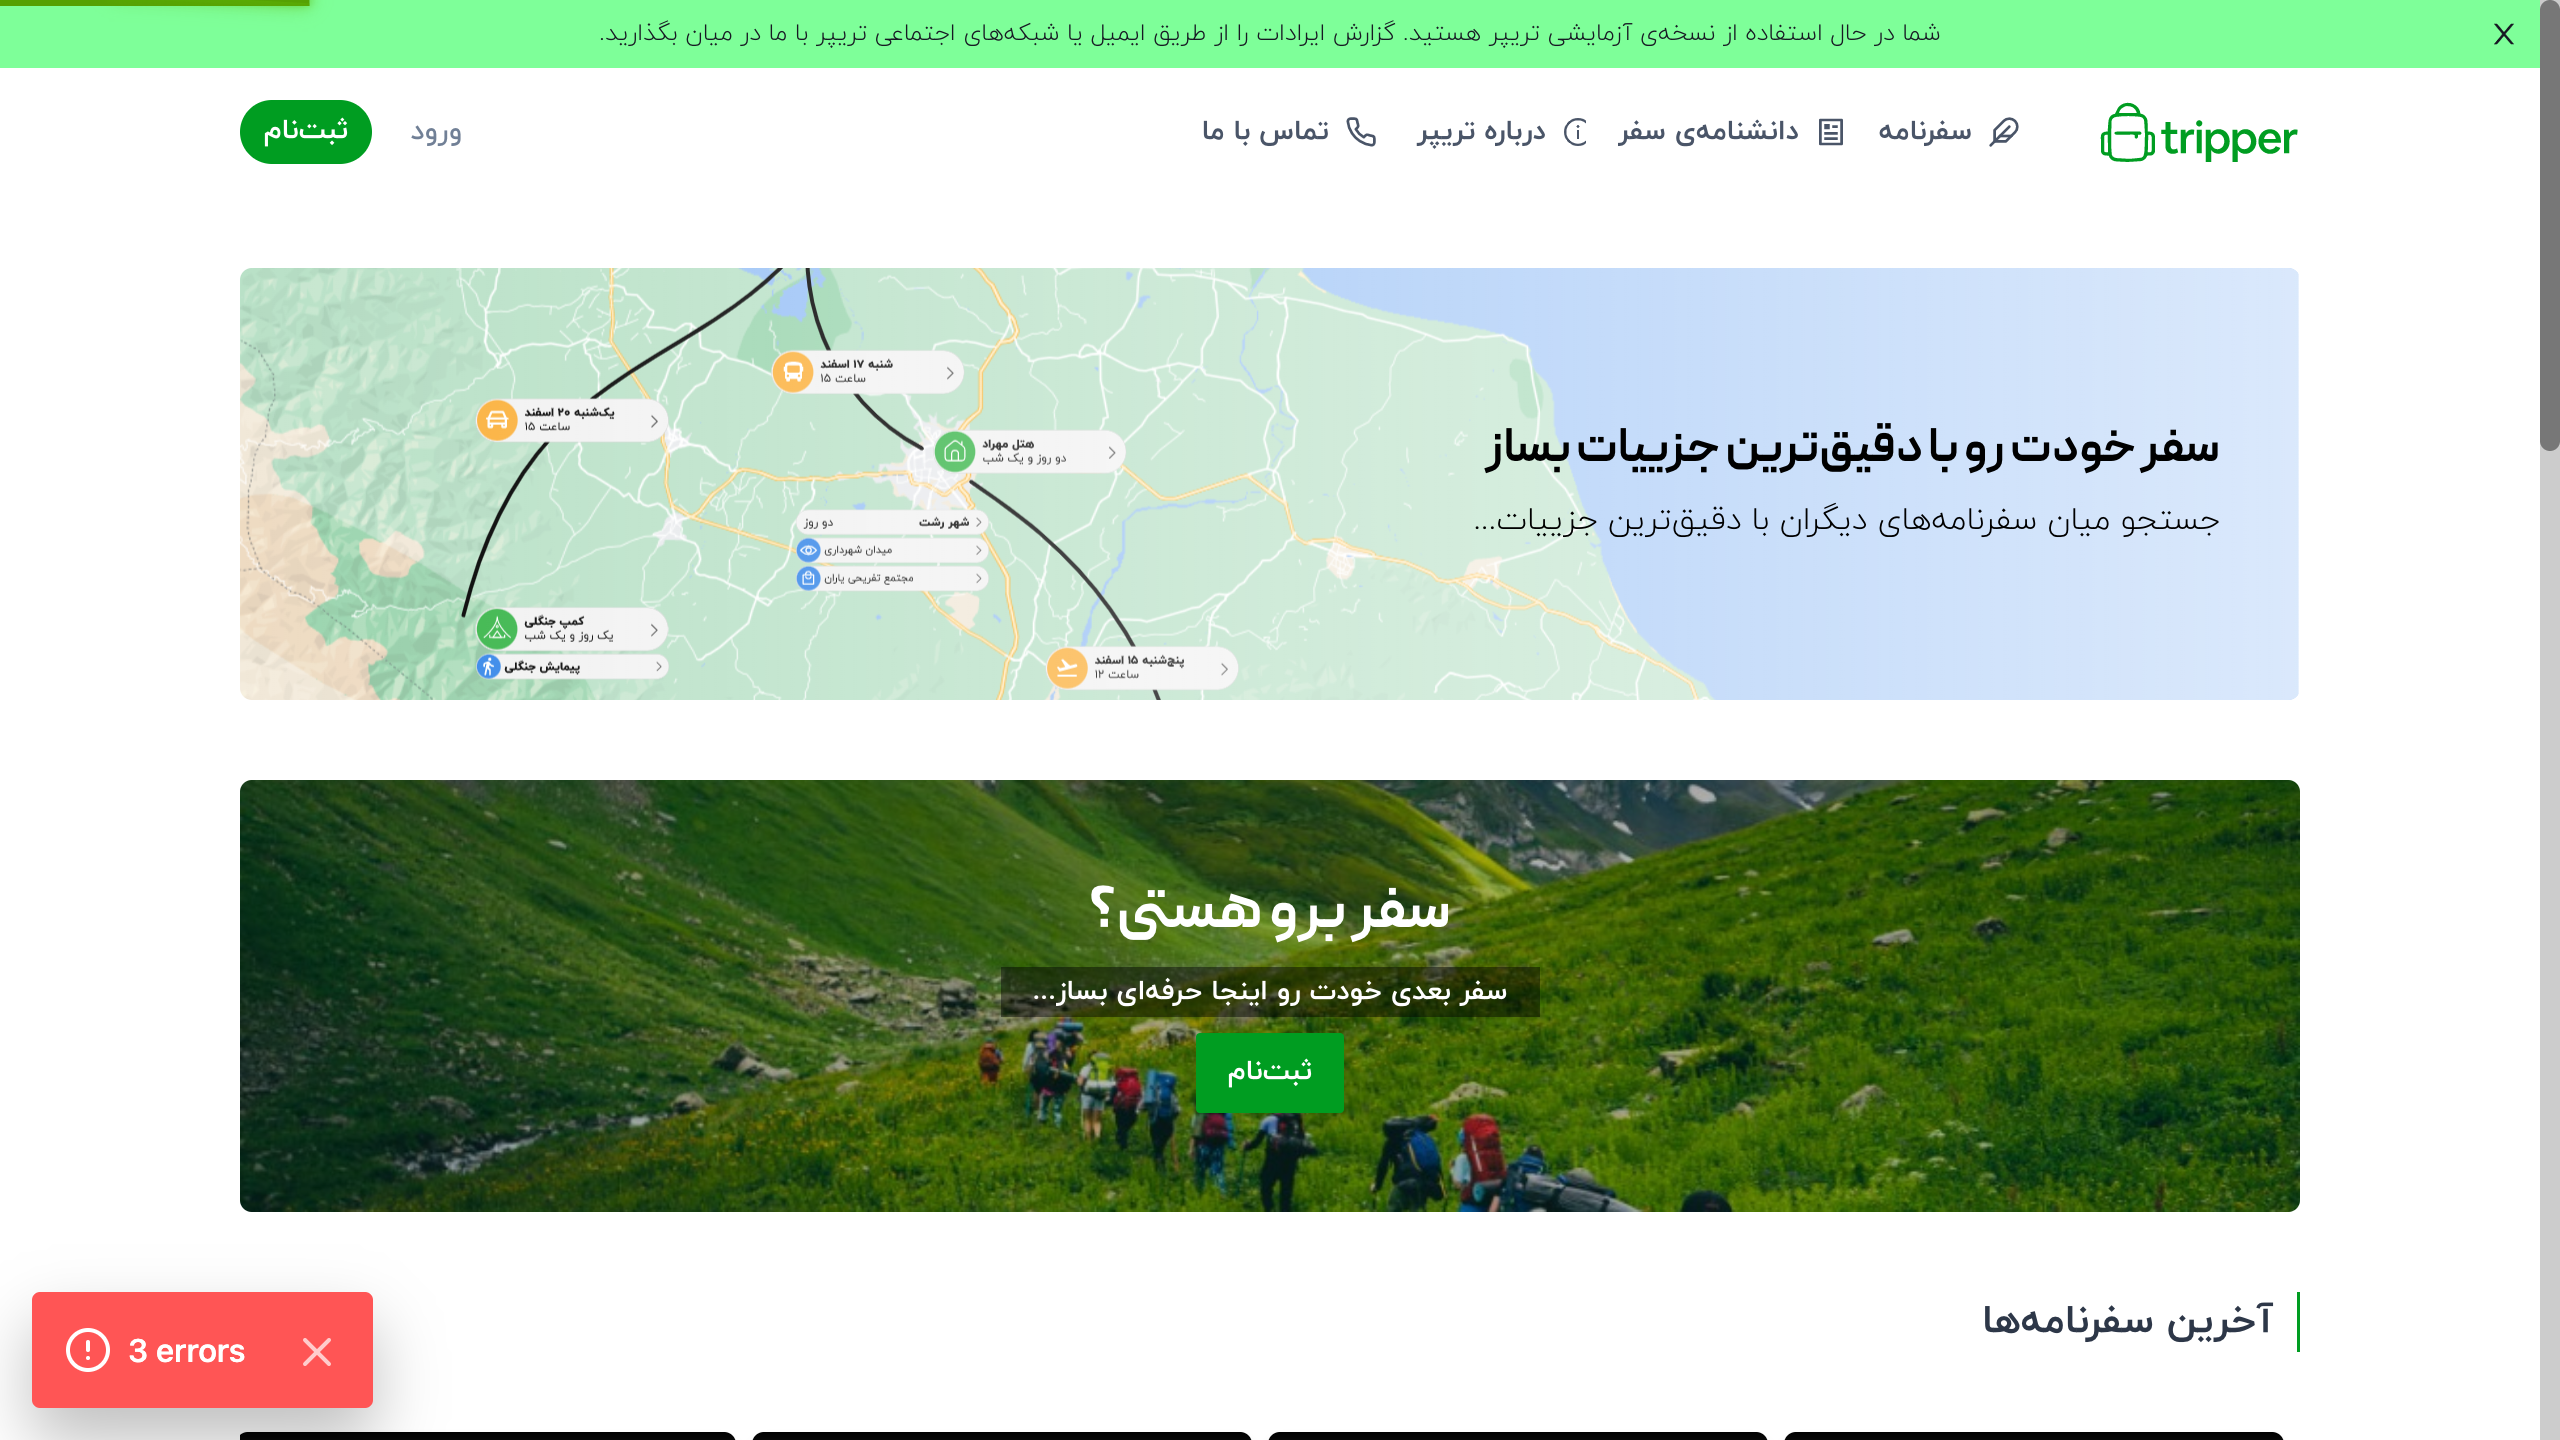 شما در حال استفاده از نسخه‌ی آزمایشی تریپر هستید. گزارش ایرادات را از طریق ایمیل یا شبکه‌های اجتماعی تریپر با ما در میان بگذارید.
X
tripper
سفرنامه
دانشنامه‌ی سفر
درباره تریپر
تماس با ما
ورود
ثبت‌نام
شنبه ۱۷ اسفند
ساعت ۱۵
یک‌شنبه ۲۰ اسفند
ساعت ۱۵
هتل مهراد
دو روز و یک شب
سفر خودت رو با دقیق‌ترین جزییات بساز
جستجو میان سفرنامه‌های دیگران با دقیق‌ترین جزییات...
شهر رشت
دو روز
میدان شهرداری
مجتمع تفریحی یاران
کمپ جنگلی
یک روز و یک شب
پیمایش جنگلی
پنج‌شنبه ۱۵ اسفند
ساعت ۱۲
سفر برو هستی؟
سفر بعدی خودت رو اینجا حرفه‌ای بساز...
ثبت‌نام
آخرین سفرنامه‌ها
3 errors